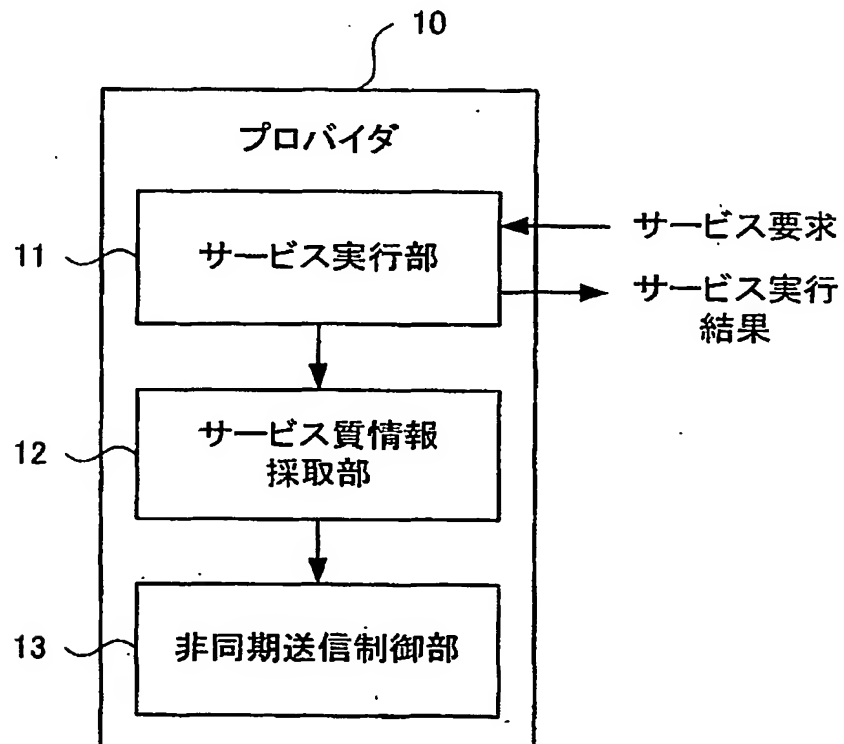 10
プロバイダ
11
サービス実行部
サービス要求
サービス実行
結果
12
サービス質情報
採取部
13
非同期送信制御部